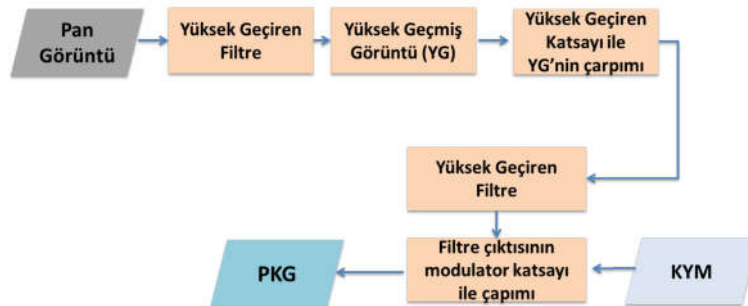 Pan
Görüntü
Yüksek Geçiren
Filtre
Yüksek Geçmiş
Görüntü (YG)
Yüksek Geçiren
Katsayı ile
YG'nin çarpımı
Yüksek Geçiren
Filtre
Filtre çıktısının
modulator katsayı
ile çapımı
PKG
KYM